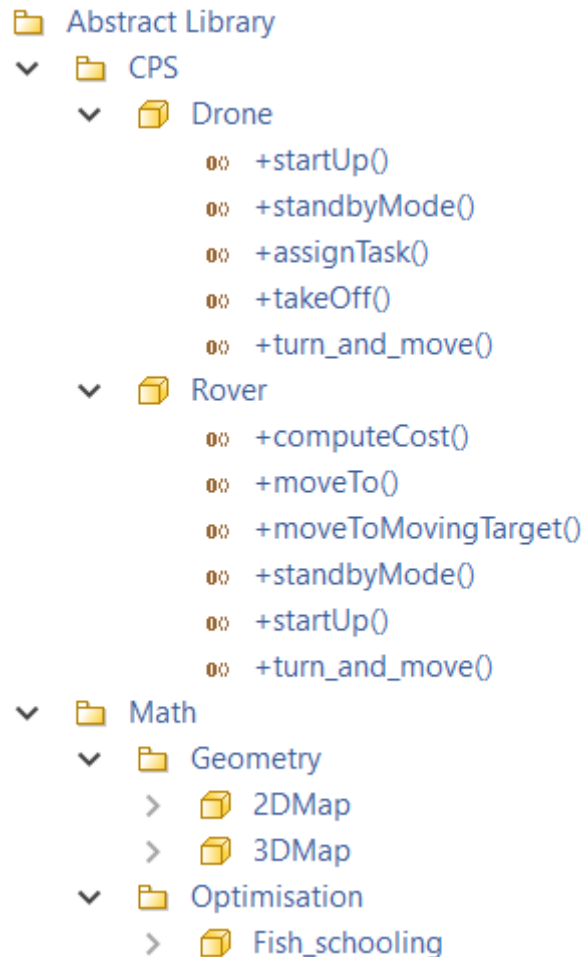 Abstract Library
CPS
Drone
+startUp()
+standbyMode()
+assignTask()
+takeOff()
+turn_and_move()
Rover
+computeCost()
+moveTo()
+moveToMovingTarget()
+standbyMode()
+startUp()
+turn_and_move()
Math
Geometry
2DMap
3DMap
Optimisation
Fish_schooling